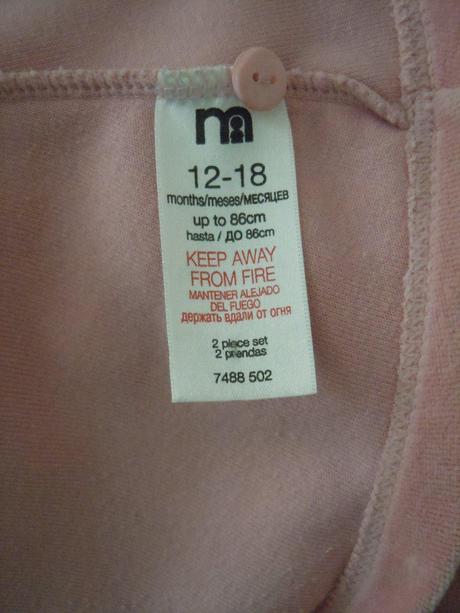 m
12-18
months/meses/МЕСЯЦЕВ
up to 86cm
hasta / ДО 86cm
KEEP AWAY
FROM FIRE
MANTENER ALEJADO
DEL FUEGO
держать вдали от огня
2 piece set
2 prendas
7488 502